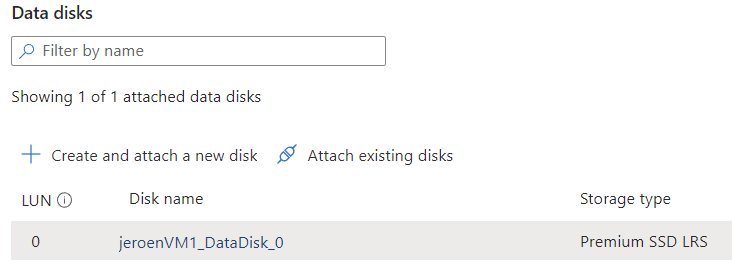 Data disks
Filter by name
Showing 1 of 1 attached data disks
Create and attach a new disk Attach existing disks
LUN Disk name Storage type
0 jeroenVM1_DataDisk_0 Premium SSD LRS